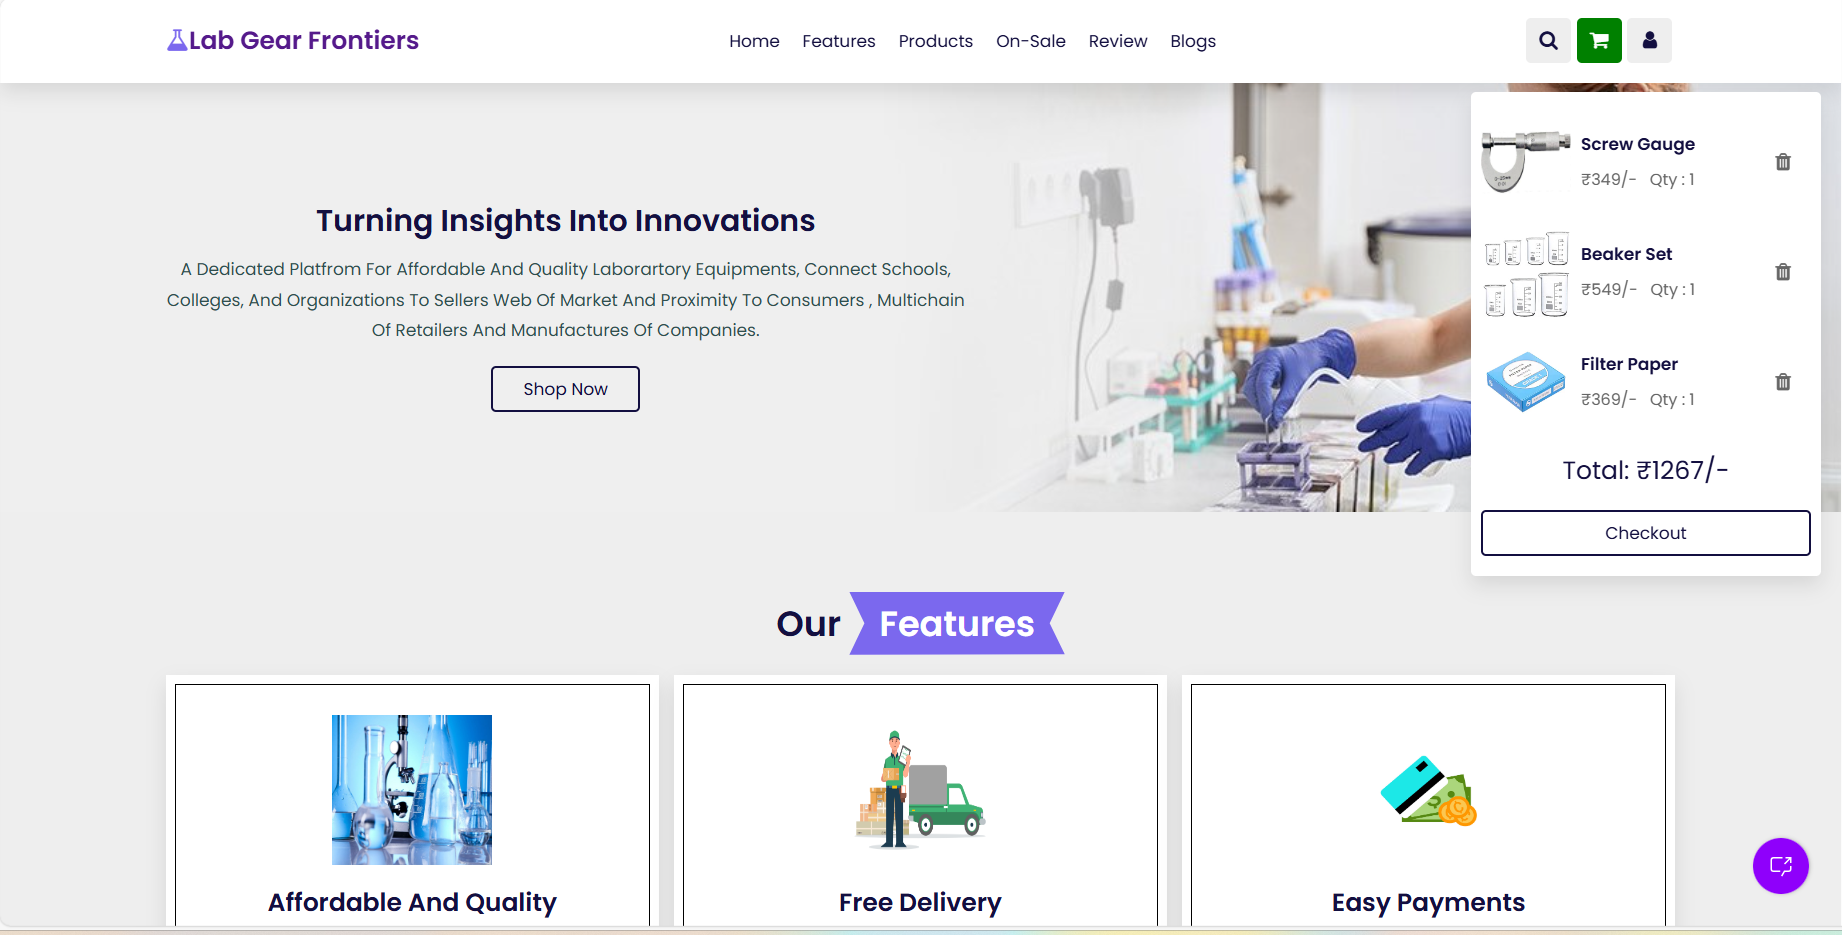 Lab Gear Frontiers
Home Features Products On-Sale Review Blogs
Turning Insights Into Innovations
A Dedicated Platfrom For Affordable And Quality Laborartory Equipments, Connect Schools,
Colleges, And Organizations To Sellers Web Of Market And Proximity To Consumers , Multichain
Of Retailers And Manufactures Of Companies.
Shop Now
Screw Gauge
₹349/- Qty : 1
Beaker Set
₹549/- Qty : 1
Filter Paper
₹369/- Qty : 1
Total: ₹1267/-
Checkout
Our Features
Affordable And Quality
Free Delivery
Easy Payments